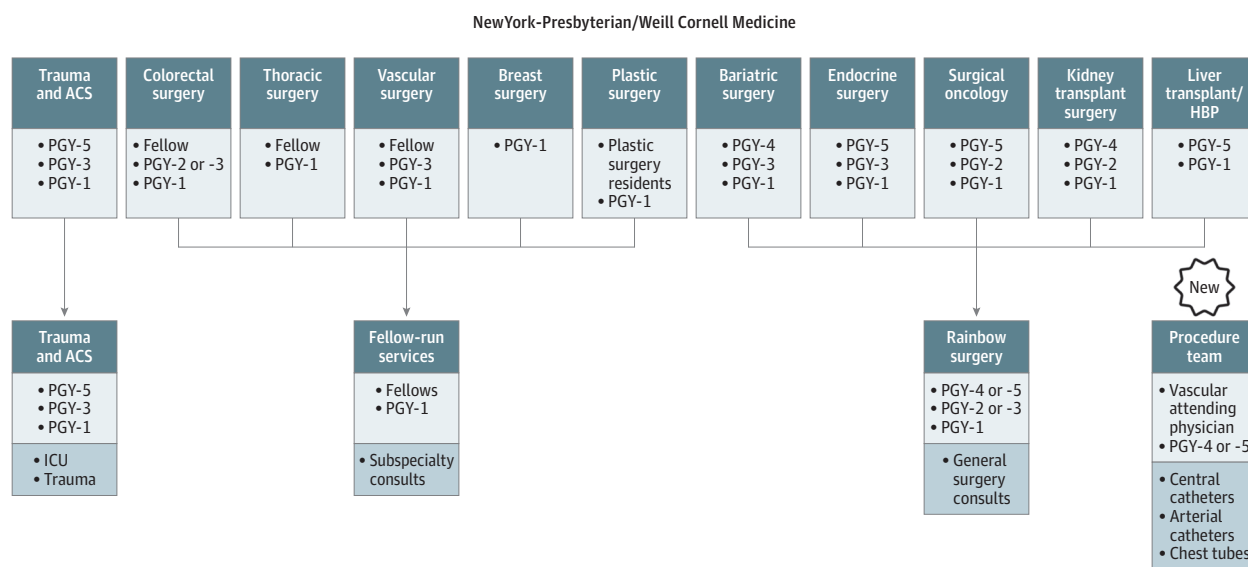 NewYork-Presbyterian/Weill Cornell Medicine
Trauma
and ACS
• PGY-5
• PGY-3
• PGY-1
Colorectal
surgery
• Fellow
• PGY-2 or -3
• PGY-1
Thoracic
surgery
• Fellow
• PGY-1
Vascular
surgery
• Fellow
• PGY-3
• PGY-1
Breast
surgery
• PGY-1
Plastic
surgery
• Plastic
surgery
residents
• PGY-1
Bariatric
surgery
• PGY-4
• PGY-3
• PGY-1
Endocrine
surgery
• PGY-5
• PGY-3
• PGY-1
Surgical
oncology
• PGY-5
• PGY-2
• PGY-1
Kidney
transplant
surgery
• PGY-4
• PGY-2
• PGY-1
Liver
transplant/
HBP
• PGY-5
• PGY-1
Trauma
and ACS
• PGY-5
• PGY-3
• PGY-1
• ICU
• Trauma
Fellow-run
services
• Fellows
• PGY-1
• Subspecialty
consults
Rainbow
surgery
• PGY-4 or -5
• PGY-2 or -3
• PGY-1
• General
surgery
consults
New
Procedure
team
• Vascular
attending
physician
• PGY-4 or -5
• Central
catheters
• Arterial
catheters
• Chest tubes